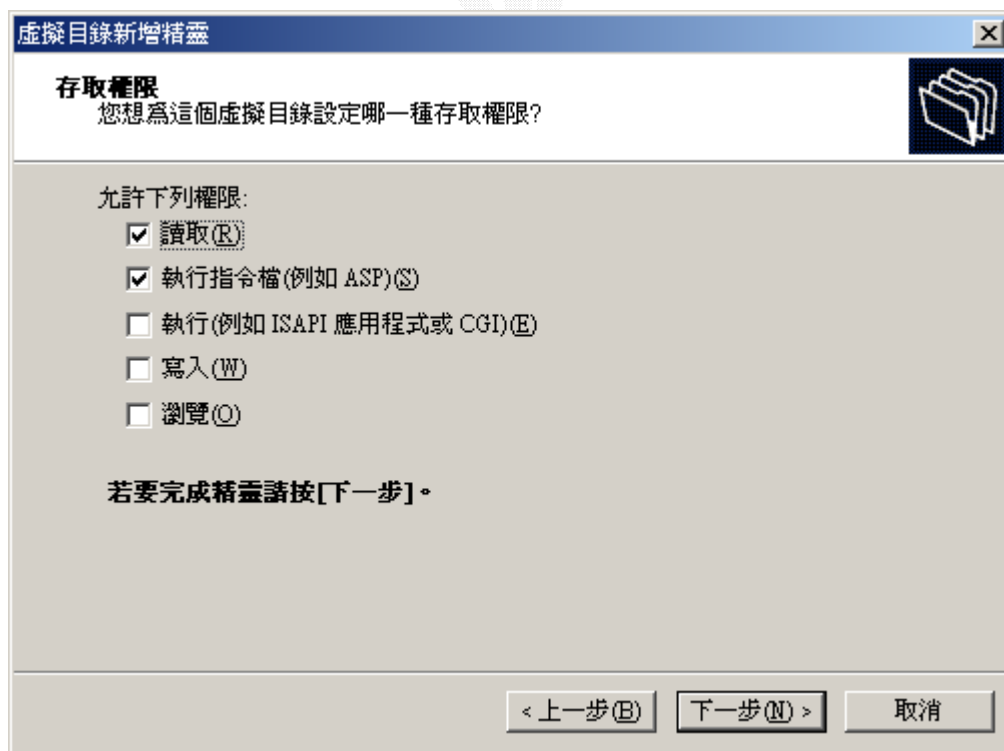 虛擬目錄新增精靈
存取權限
您想為這個虛擬目錄設定哪一種存取權限?
允許下列權限:
讀取(R)
執行指令檔(例如 ASP)(S)
執行(例如 ISAPI 應用程式或 CGI)(E)
寫入(W)
瀏覽(O)
若要完成精靈請按[下一步]。
< 上一步(B)
下一步(N) >
取消